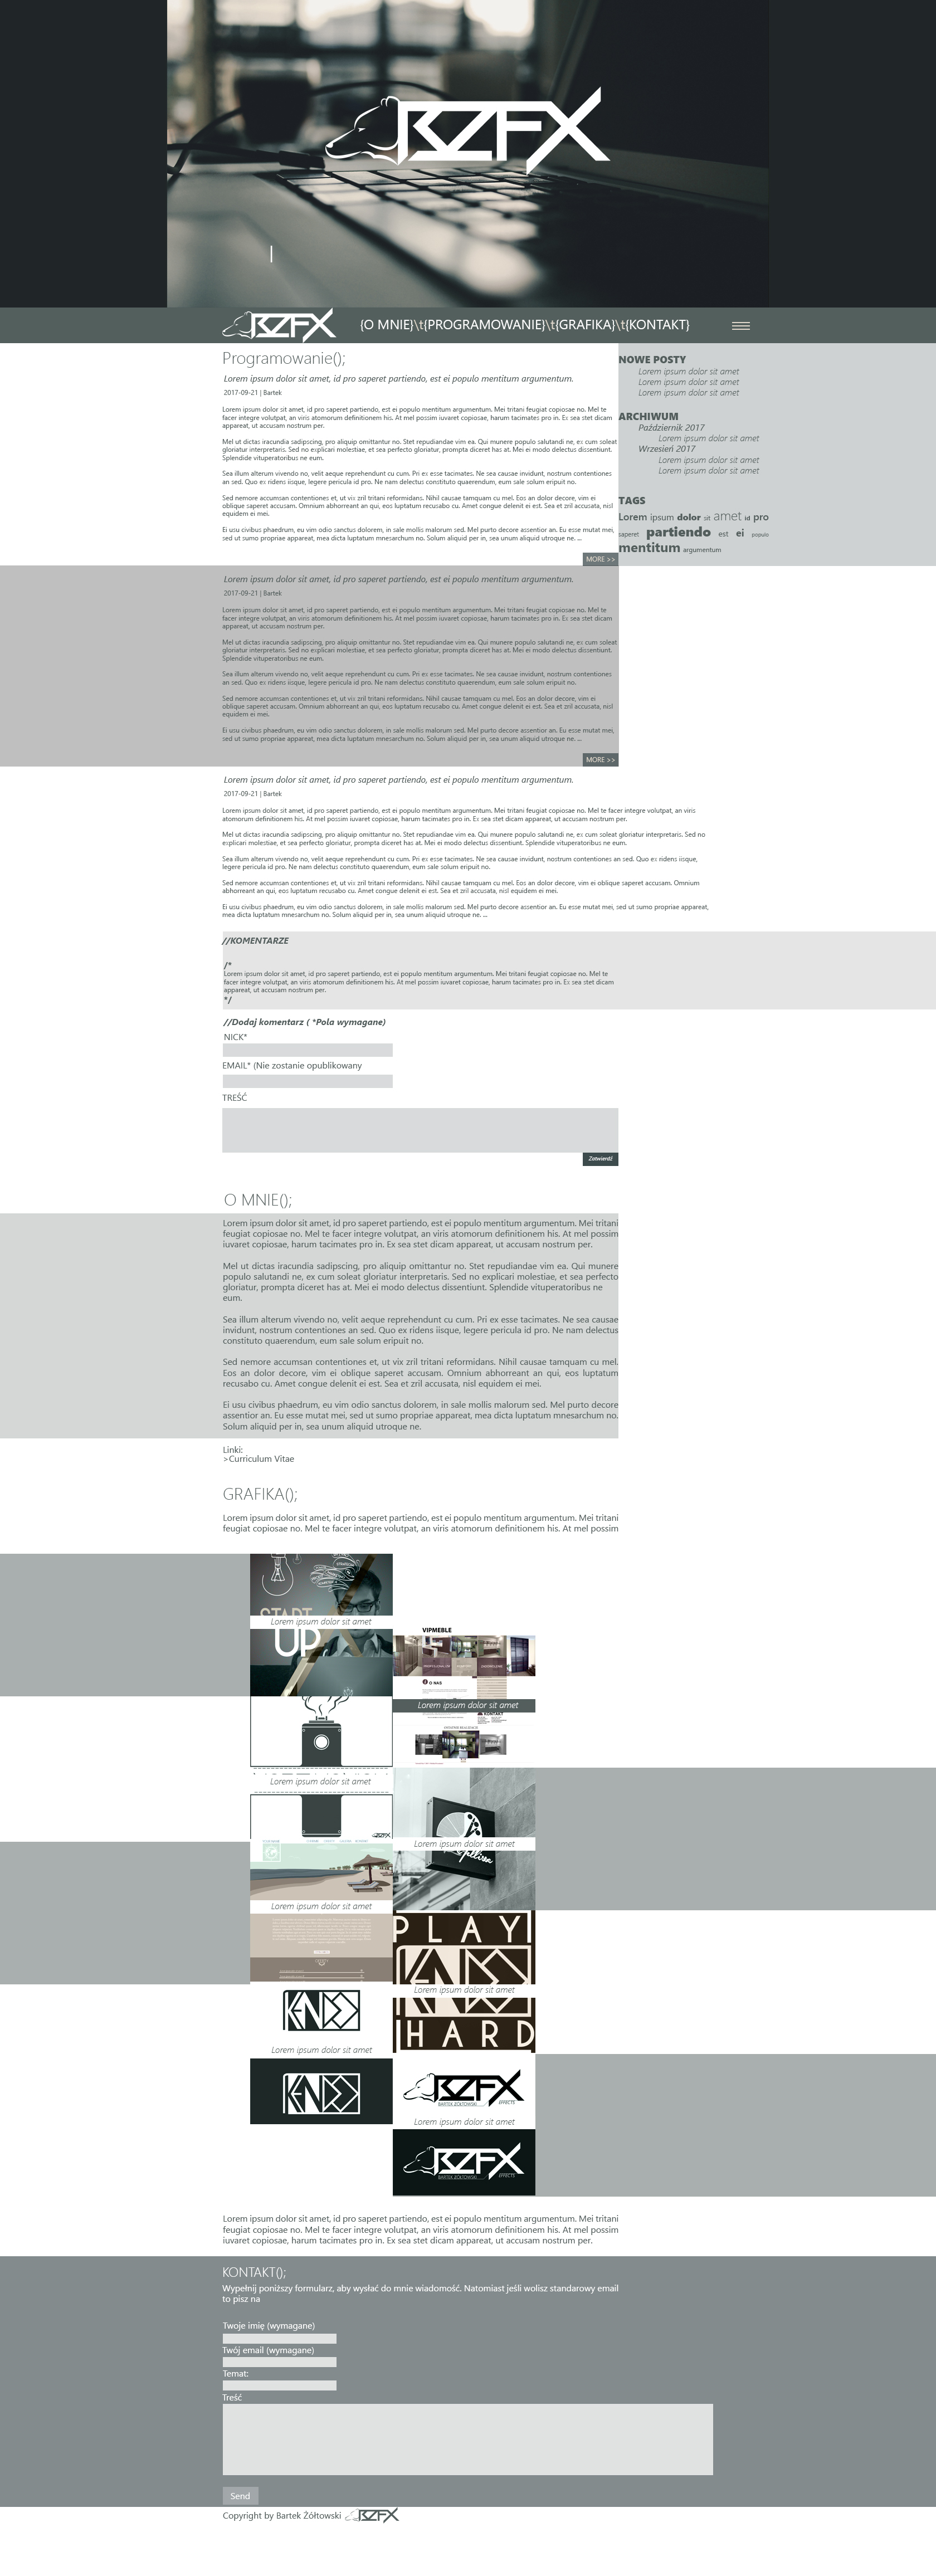 BZFX
BZFX
{O MNIE}\t{PROGRAMOWANIE}\t{GRAFIKA}\t{KONTAKT}
Programowanie();
Lorem ipsum dolor sit amet, id pro saperet partiendo, est ei populo mentitum argumentum.
2017-09-21 | Bartek
Lorem ipsum dolor sit amet, id pro saperet partiendo, est ei populo mentitum argumentum. Mei tritani feugiat copiosae no. Mel te
facer integre volutpat, an viris atomorum definitionem his. At mel possim iuvaret copiosae, harum tacimates pro in. Ex sea stet dicam
appareat, ut accusam nostrum per.
Mel ut dictas iracundia sadipscing, pro aliquip omittantur no. Stet repudiandae vim ea. Qui munere populo salutandi ne, ex cum soleat
gloriatur interpretaris. Sed no explicari molestiae, et sea perfecto gloriatur, prompta diceret has at. Mei ei modo delectus dissentiunt.
Splendide vituperatoribus ne eum.
Sea illum alterum vivendo no, velit aeque reprehendunt cu cum. Pri ex esse tacimates. Ne sea causae invidunt, nostrum contentiones
an sed. Quo ex ridens iisque, legere pericula id pro. Ne nam delectus constituto quaerendum, eum sale solum eripuit no.
Sed nemore accumsan contentiones et, ut vix zril tritani reformidans. Nihil causae tamquam cu mel. Eos an dolor decore, vim ei
oblique saperet accusam. Omnium abhorreant an qui, eos luptatum recusabo cu. Amet congue delenit ei est. Sea et zril accusata, nisl
equidem ei mei.
Ei usu civibus phaedrum, eu vim odio sanctus dolorem, in sale mollis malorum sed. Mel purto decore assentior an. Eu esse mutat mei,
sed ut sumo propriae appareat, mea dicta luptatum mnesarchum no. Solum aliquid per in, sea unum aliquid utroque ne. ...
MORE >>
NOWE POSTY
Lorem ipsum dolor sit amet
Lorem ipsum dolor sit amet
Lorem ipsum dolor sit amet
ARCHIWUM
Październik 2017
Lorem ipsum dolor sit amet
Wrzesień 2017
Lorem ipsum dolor sit amet
Lorem ipsum dolor sit amet
TAGS
Lorem ipsum dolor sit amet id pro
saperet partiendo est ei populo
mentitum argumentum
Lorem ipsum dolor sit amet, id pro saperet partiendo, est ei populo mentitum argumentum.
2017-09-21 | Bartek
Lorem ipsum dolor sit amet, id pro saperet partiendo, est ei populo mentitum argumentum. Mei tritani feugiat copiosae no. Mel te
facer integre volutpat, an viris atomorum definitionem his. At mel possim iuvaret copiosae, harum tacimates pro in. Ex sea stet dicam
appareat, ut accusam nostrum per.
Mel ut dictas iracundia sadipscing, pro aliquip omittantur no. Stet repudiandae vim ea. Qui munere populo salutandi ne, ex cum soleat
gloriatur interpretaris. Sed no explicari molestiae, et sea perfecto gloriatur, prompta diceret has at. Mei ei modo delectus dissentiunt.
Splendide vituperatoribus ne eum.
Sea illum alterum vivendo no, velit aeque reprehendunt cu cum. Pri ex esse tacimates. Ne sea causae invidunt, nostrum contentiones
an sed. Quo ex ridens iisque, legere pericula id pro. Ne nam delectus constituto quaerendum, eum sale solum eripuit no.
Sed nemore accumsan contentiones et, ut vix zril tritani reformidans. Nihil causae tamquam cu mel. Eos an dolor decore, vim ei
oblique saperet accusam. Omnium abhorreant an qui, eos luptatum recusabo cu. Amet congue delenit ei est. Sea et zril accusata, nisl
equidem ei mei.
Ei usu civibus phaedrum, eu vim odio sanctus dolorem, in sale mollis malorum sed. Mel purto decore assentior an. Eu esse mutat mei,
sed ut sumo propriae appareat, mea dicta luptatum mnesarchum no. Solum aliquid per in, sea unum aliquid utroque ne. ...
MORE >>
Lorem ipsum dolor sit amet, id pro saperet partiendo, est ei populo mentitum argumentum.
2017-09-21 | Bartek
Lorem ipsum dolor sit amet, id pro saperet partiendo, est ei populo mentitum argumentum. Mei tritani feugiat copiosae no. Mel te facer integre volutpat, an viris
atomorum definitionem his. At mel possim iuvaret copiosae, harum tacimates pro in. Ex sea stet dicam appareat, ut accusam nostrum per.
Mel ut dictas iracundia sadipscing, pro aliquip omittantur no. Stet repudiandae vim ea. Qui munere populo salutandi ne, ex cum soleat gloriatur interpretaris. Sed no
explicari molestiae, et sea perfecto gloriatur, prompta diceret has at. Mei ei modo delectus dissentiunt. Splendide vituperatoribus ne eum.
Sea illum alterum vivendo no, velit aeque reprehendunt cu cum. Pri ex esse tacimates. Ne sea causae invidunt, nostrum contentiones an sed. Quo ex ridens iisque,
legere pericula id pro. Ne nam delectus constituto quaerendum, eum sale solum eripuit no.
Sed nemore accumsan contentiones et, ut vix zril tritani reformidans. Nihil causae tamquam cu mel. Eos an dolor decore, vim ei oblique saperet accusam. Omnium
abhorreant an qui, eos luptatum recusabo cu. Amet congue delenit ei est. Sea et zril accusata, nisl equidem ei mei.
Ei usu civibus phaedrum, eu vim odio sanctus dolorem, in sale mollis malorum sed. Mel purto decore assentior an. Eu esse mutat mei, sed ut sumo propriae appareat,
mea dicta luptatum mnesarchum no. Solum aliquid per in, sea unum aliquid utroque ne. ...
//KOMENTARZE
/*
Lorem ipsum dolor sit amet, id pro saperet partiendo, est ei populo mentitum argumentum. Mei tritani feugiat copiosae no. Mel te
facer integre volutpat, an viris atomorum definitionem his. At mel possim iuvaret copiosae, harum tacimates pro in. Ex sea stet dicam
appareat, ut accusam nostrum per.
*/
//Dodaj komentarz ( *Pola wymagane)
NICK*
EMAIL* (Nie zostanie opublikowany
TREŚĆ
Zatwierdź
O MNIE();
Lorem ipsum dolor sit amet, id pro saperet partiendo, est ei populo mentitum argumentum. Mei tritani
feugiat copiosae no. Mel te facer integre volutpat, an viris atomorum definitionem his. At mel possim
iuvaret copiosae, harum tacimates pro in. Ex sea stet dicam appareat, ut accusam nostrum per.
Mel ut dictas iracundia sadipscing, pro aliquip omittantur no. Stet repudiandae vim ea. Qui munere
populo salutandi ne, ex cum soleat gloriatur interpretaris. Sed no explicari molestiae, et sea perfecto
gloriatur, prompta diceret has at. Mei ei modo delectus dissentiunt. Splendide vituperatoribus ne
eum.
Sea illum alterum vivendo no, velit aeque reprehendunt cu cum. Pri ex esse tacimates. Ne sea causae
invidunt, nostrum contentiones an sed. Quo ex ridens iisque, legere pericula id pro. Ne nam delectus
constituto quaerendum, eum sale solum eripuit no.
Sed nemore accumsan contentiones et, ut vix zril tritani reformidans. Nihil causae tamquam cu mel.
Eos an dolor decore, vim ei oblique saperet accusam. Omnium abhorreant an qui, eos luptatum
recusabo cu. Amet congue delenit ei est. Sea et zril accusata, nisl equidem ei mei.
Ei usu civibus phaedrum, eu vim odio sanctus dolorem, in sale mollis malorum sed. Mel purto decore
assentior an. Eu esse mutat mei, sed ut sumo propriae appareat, mea dicta luptatum mnesarchum no.
Solum aliquid per in, sea unum aliquid utroque ne.
Linki:
>Curriculum Vitae
GRAFIKA();
Lorem ipsum dolor sit amet, id pro saperet partiendo, est ei populo mentitum argumentum. Mei tritani
feugiat copiosae no. Mel te facer integre volutpat, an viris atomorum definitionem his. At mel possim
START
Lorem ipsum dolor sit amet
UP
VIPMEBLE
O NAS
Lorem ipsum dolor sit amet
KONTAKT
Lorem ipsum dolor sit amet
BZFX
Lorem ipsum dolor sit amet
Lorem ipsum dolor sit amet
PLAY
Lorem ipsum dolor sit amet
HARD
Lorem ipsum dolor sit amet
BZFX
BARTEK ŻÓŁTOWSKI EFFECTS
Lorem ipsum dolor sit amet
BZFX
BARTEK ŻÓŁTOWSKI EFFECTS
Lorem ipsum dolor sit amet, id pro saperet partiendo, est ei populo mentitum argumentum. Mei tritani
feugiat copiosae no. Mel te facer integre volutpat, an viris atomorum definitionem his. At mel possim
iuvaret copiosae, harum tacimates pro in. Ex sea stet dicam appareat, ut accusam nostrum per.
KONTAKT();
Wypełnij poniższy formularz, aby wysłać do mnie wiadomość. Natomiast jeśli wolisz standarowy email
to pisz na
Twoje imię (wymagane)
Twój email (wymagane)
Temat:
Treść
Send
Copyright by Bartek Żółtowski BZFX